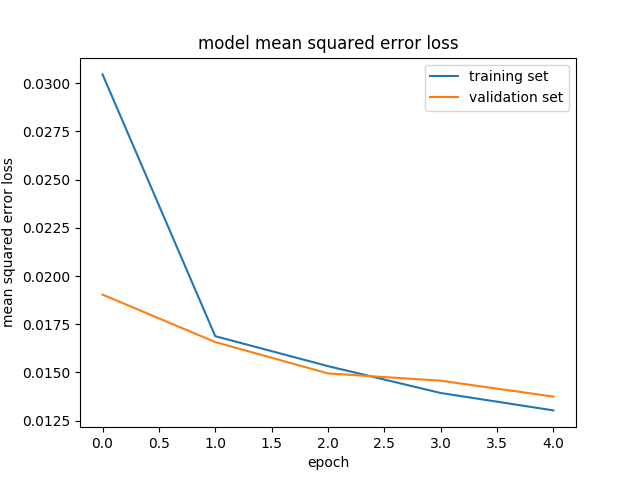 model mean squared error loss
training set
validation set
0.0300
0.0275
0.0250
0.0225
0.0200
0.0175
0.0150
0.0125
mean squared error loss
0.0 0.5 1.0 1.5 2.0 2.5 3.0 3.5 4.0
epoch